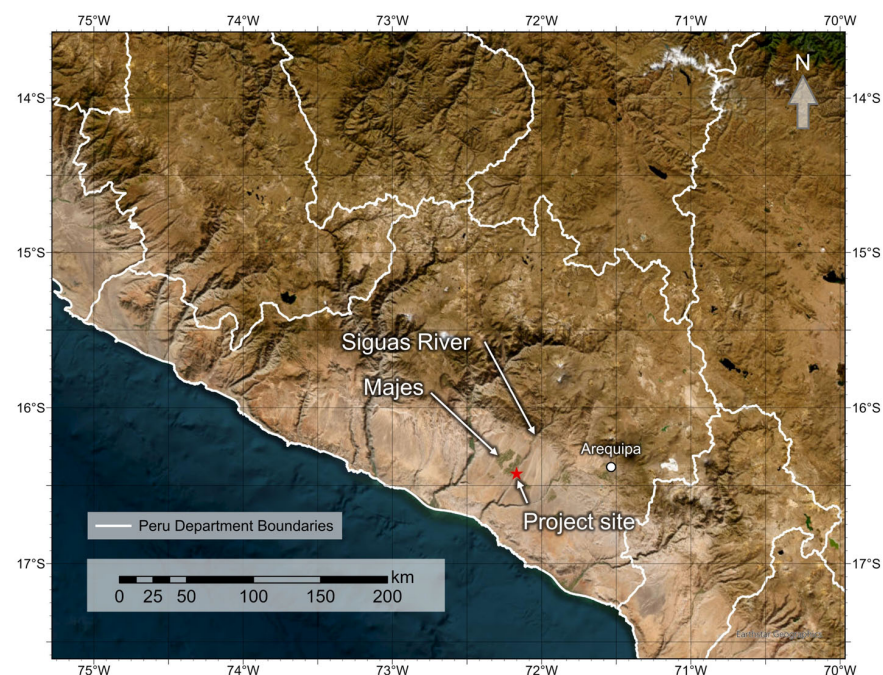 75°W 74°W 73°W 72°W 71°W 70°W
N
14°S 14°S
15°S 15°S
Siguas River
Majes
16°S 16°S
Arequipa
Project site
Peru Department Boundaries
17°S 17°S
km
0 25 50 100 150 200
75°W 74°W 73°W 72°W 71°W 70°W